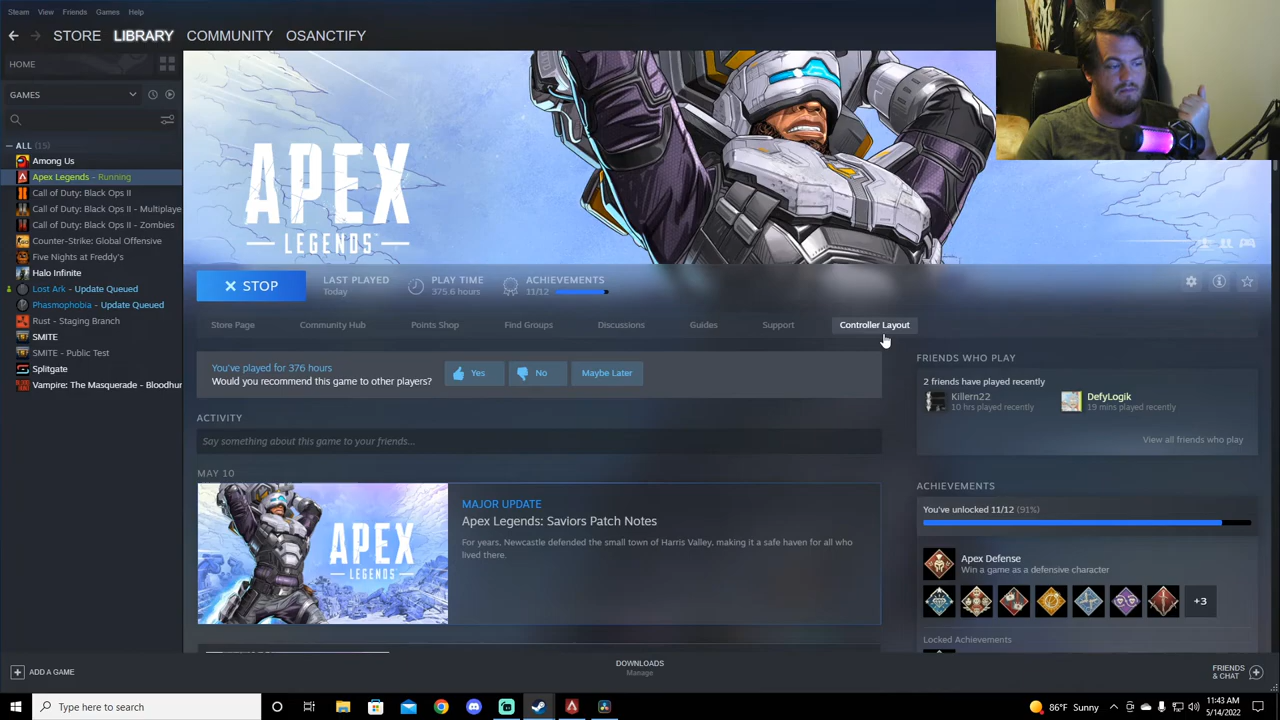 Steam View Friends Games Help
STORE LIBRARY COMMUNITY OSANCTIFY
HOME
GAMES
ALL (15)
Among Us
Apex Legends - Running
Call of Duty: Black Ops II
Call of Duty: Black Ops II - Multiplaye
Call of Duty: Black Ops II - Zombies
Counter-Strike: Global Offensive
Five Nights at Freddy's
Halo Infinite
Lost Ark - Update Queued
Phasmophobia - Update Queued
Rust - Staging Branch
SMITE
SMITE - Public Test
Splitgate
Vampire: The Masquerade - Bloodhun
APEX
LEGENDS
STOP
LAST PLAYED
Today
PLAY TIME
375.6 hours
ACHIEVEMENTS
11/12
Store Page Community Hub Points Shop Find Groups Discussions Guides Support Controller Layout
You've played for 376 hours
Would you recommend this game to other players?
Yes No Maybe Later
ACTIVITY
Say something about this game to your friends...
MAY 10
APEX
LEGENDS
MAJOR UPDATE
Apex Legends: Saviors Patch Notes
For years, Newcastle defended the small town of Harris Valley, making it a safe haven for all who
lived there.
FRIENDS WHO PLAY
2 friends have played recently
Killern22
10 hrs played recently
DefyLogik
19 mins played recently
View all friends who play
ACHIEVEMENTS
You've unlocked 11/12 (91%)
Apex Defense
Win a game as a defensive character
+3
Locked Achievements
ADD A GAME
DOWNLOADS
Manage
FRIENDS
& CHAT
Type here to search
86°F Sunny
11:43 AM
5/14/2022